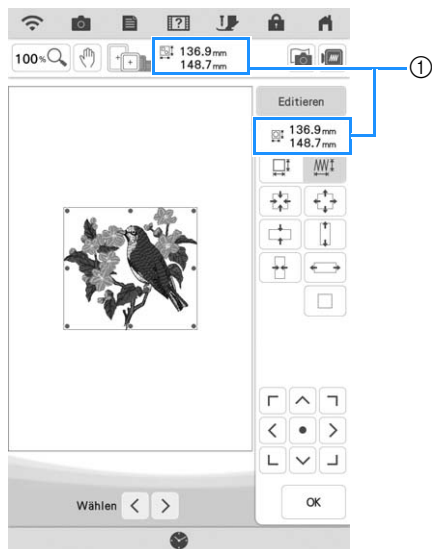 ?
100% 136.9mm
148.7mm
①
Editieren
136.9mm
148.7mm
Wählen
OK